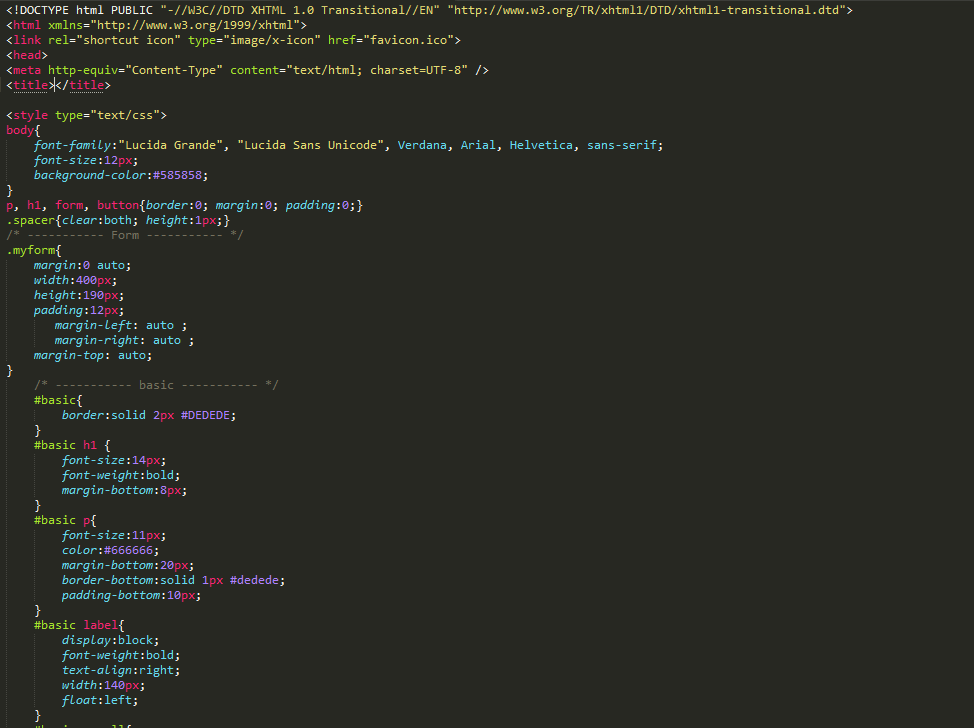 <!DOCTYPE html PUBLIC "-//W3C//DTD XHTML 1.0 Transitional//EN" "http://www.w3.org/TR/xhtml1/DTD/xhtml1-transitional.dtd">
<html xmlns="http://www.w3.org/1999/xhtml">
<link rel="shortcut icon" type="image/x-icon" href="favicon.ico">
<head>
<meta http-equiv="Content-Type" content="text/html; charset=UTF-8" />
<title></title>

<style type="text/css">
body{
    font-family:"Lucida Grande", "Lucida Sans Unicode", Verdana, Arial, Helvetica, sans-serif;
    font-size:12px;
    background-color:#585858;
}
p, h1, form, button{border:0; margin:0; padding:0;}
.spacer{clear:both; height:1px;}
/* ----------- Form ----------- */
.myform{
    margin:0 auto;
    width:400px;
    height:190px;
    padding:12px;
       margin-left: auto ;
       margin-right: auto ;
    margin-top: auto;
}
    /* ----------- basic ----------- */
    #basic{
        border:solid 2px #DEDEDE;
    }
    #basic h1 {
        font-size:14px;
        font-weight:bold;
        margin-bottom:8px;
    }
    #basic p{
        font-size:11px;
        color:#666666;
        margin-bottom:20px;
        border-bottom:solid 1px #dedede;
        padding-bottom:10px;
    }
    #basic label{
        display:block;
        font-weight:bold;
        text-align:right;
        width:140px;
        float:left;
    }